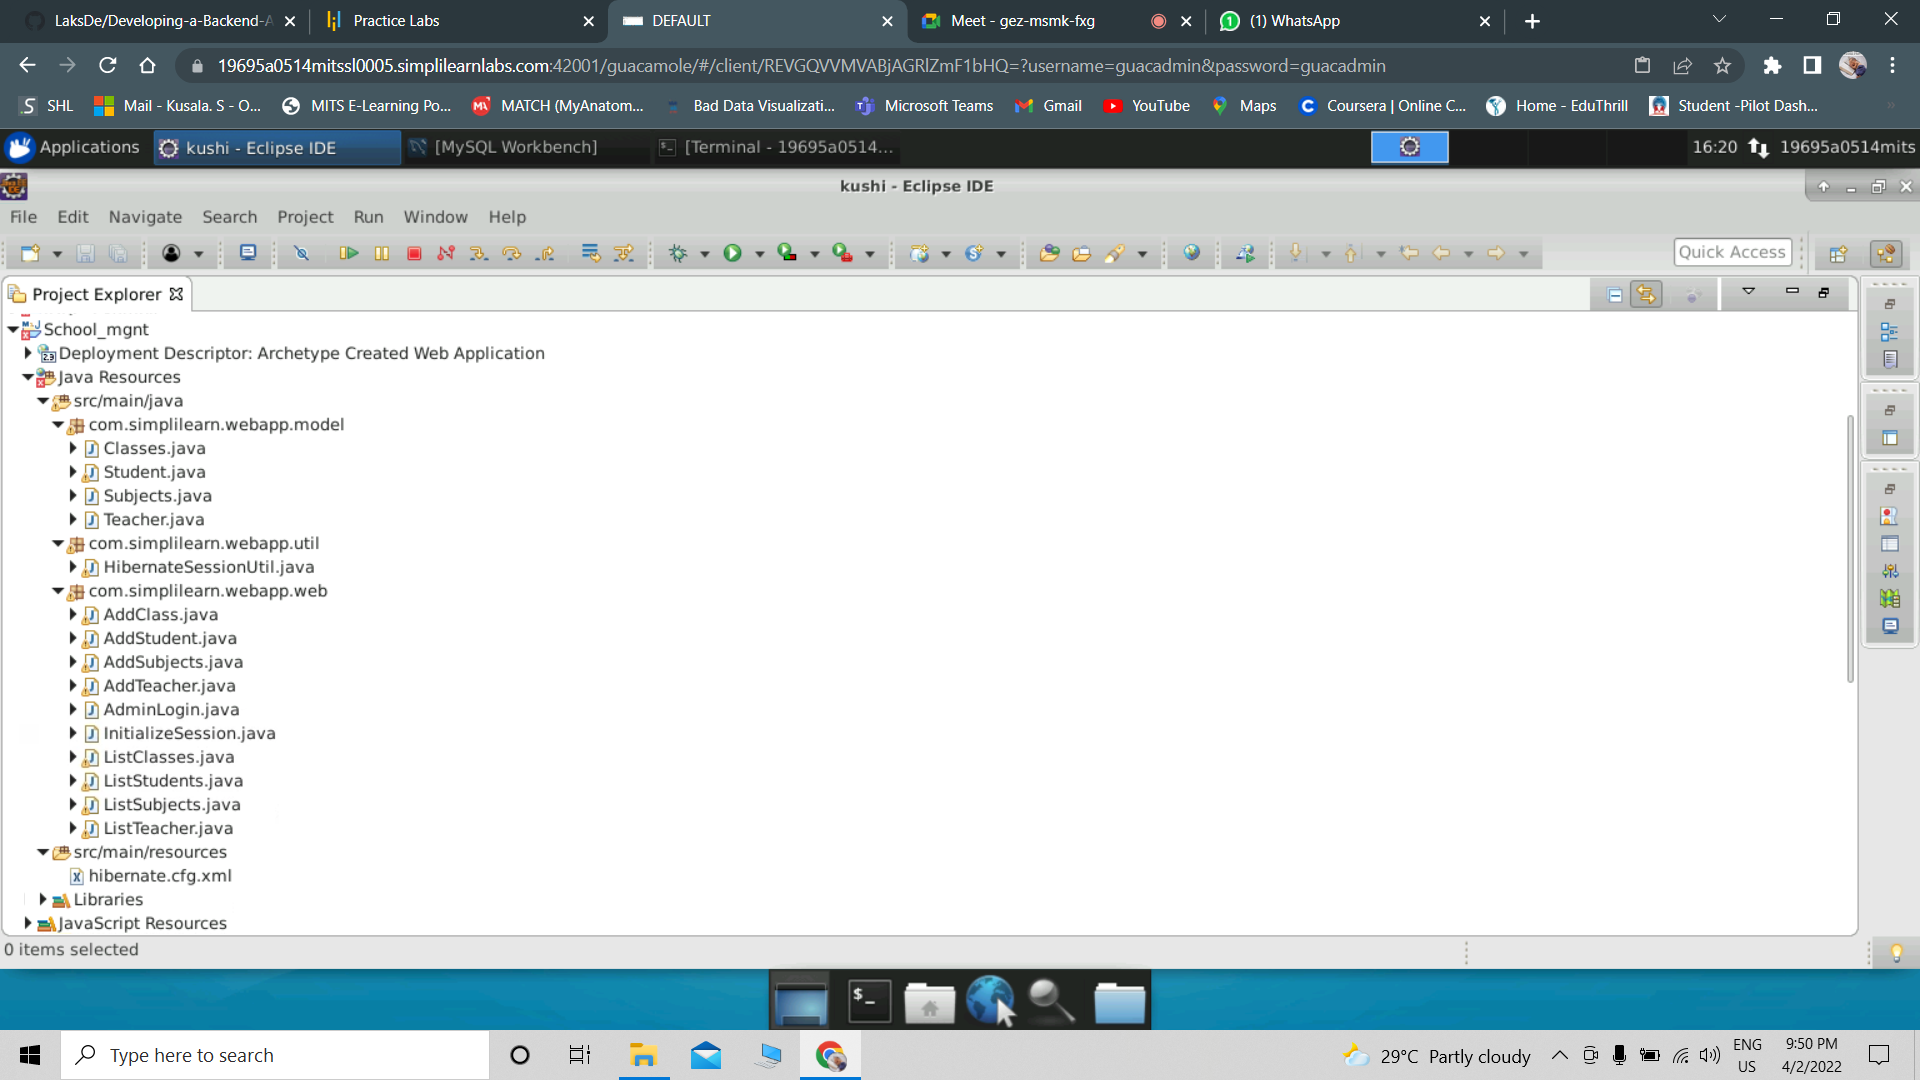 LaksDe/Developing-a-Backend-A
Practice Labs
DEFAULT
Meet - gez-msmk-fxg
(1) WhatsApp
19695a0514mitssl0005.simplilearnlabs.com:42001/guacamole/#/client/REVGQVVMVABjAGRlZmF1bHQ=?username=guacadmin&password=guacadmin
SHL
Mail - Kusala. S - O...
MITS E-Learning Po...
MATCH (MyAnatom...
Bad Data Visualizati...
Microsoft Teams
Gmail
YouTube
Maps
Coursera | Online C...
Home - EduThrill
Student -Pilot Dash...
Applications
kushi - Eclipse IDE
[MySQL Workbench]
[Terminal - 19695a0514...
16:20
19695a0514mits
kushi - Eclipse IDE
File Edit Navigate Search Project Run Window Help
Quick Access
Project Explorer
School_mgnt
Deployment Descriptor: Archetype Created Web Application
Java Resources
src/main/java
com.simplilearn.webapp.model
Classes.java
Student.java
Subjects.java
Teacher.java
com.simplilearn.webapp.util
HibernateSessionUtil.java
com.simplilearn.webapp.web
AddClass.java
AddStudent.java
AddSubjects.java
AddTeacher.java
AdminLogin.java
InitializeSession.java
ListClasses.java
ListStudents.java
ListSubjects.java
ListTeacher.java
src/main/resources
hibernate.cfg.xml
Libraries
JavaScript Resources
0 items selected
Type here to search
29°C Partly cloudy
ENG
US
9:50 PM
4/2/2022